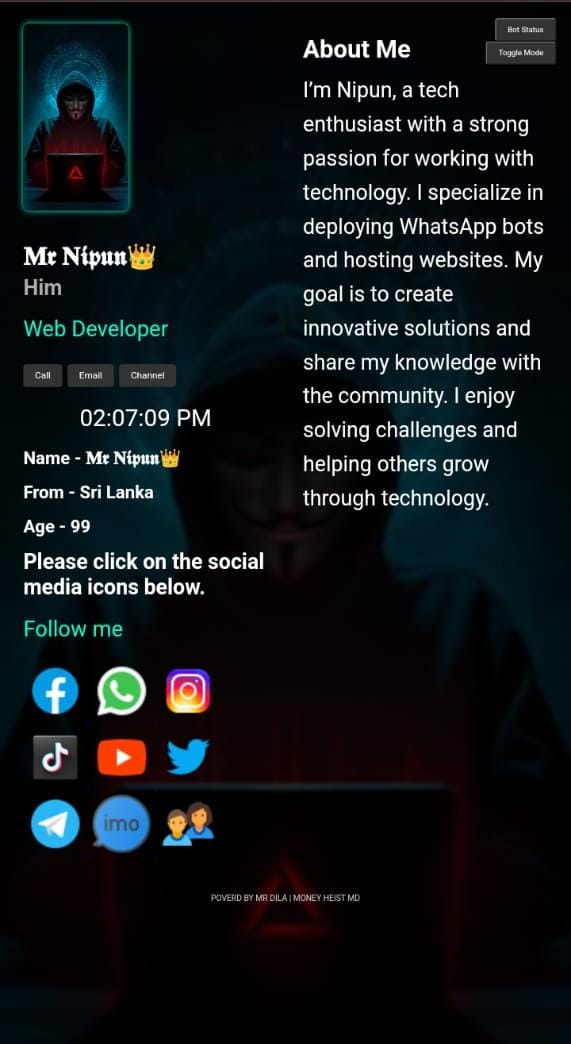 Bot Status
Toggle Mode
𝕸𝖗 𝕹𝖎𝖕𝖚𝖓👑
Him
Web Developer
Call Email Channel
02:07:09 PM
Name - 𝕸𝖗 𝕹𝖎𝖕𝖚𝖓👑
From - Sri Lanka
Age - 99
Please click on the social
media icons below.
Follow me
imo
About Me
I’m Nipun, a tech
enthusiast with a strong
passion for working with
technology. I specialize in
deploying WhatsApp bots
and hosting websites. My
goal is to create
innovative solutions and
share my knowledge with
the community. I enjoy
solving challenges and
helping others grow
through technology.
POVERD BY MR DILA | MONEY HEIST MD